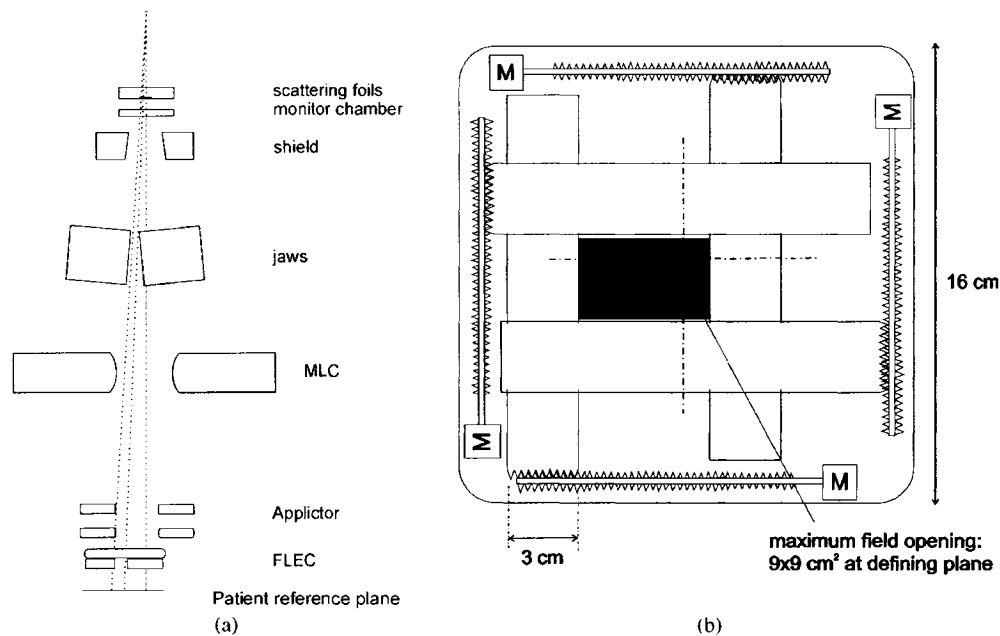 scattering foils
monitor chamber
shield
jaws
MLC
Applictor
FLEC
Patient reference plane
(a)
(b)
M
M
M
M
16 cm
3 cm
maximum field opening:
9x9 cm² at defining plane